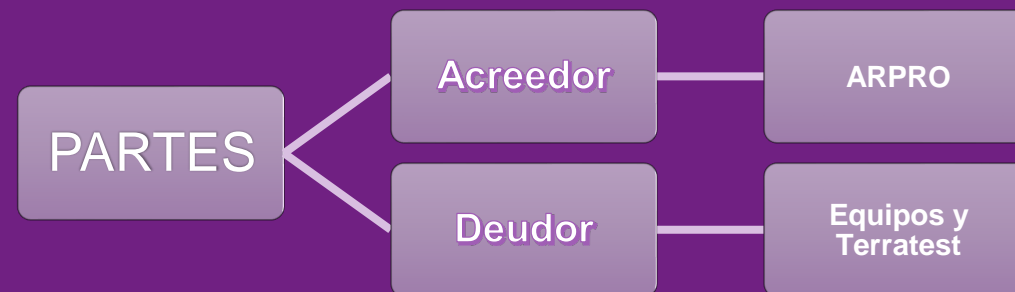 PARTES
Acreedor
ARPRO
Deudor
Equipos y
Terratest